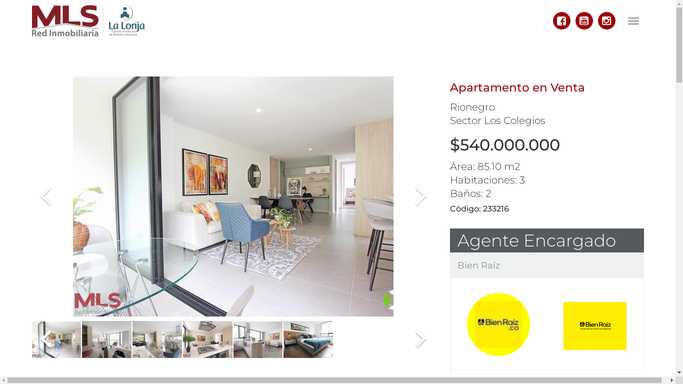 MLS
Red Inmobiliaria
La Lonja
Apartamento en Venta
Rionegro
Sector Los Colegios
$540.000.000
Área: 85.10 m2
Habitaciones: 3
Baños: 2
Código: 233216
Agente Encargado
Bien Raíz
MLS
Bien Raíz
.co
Bien Raíz